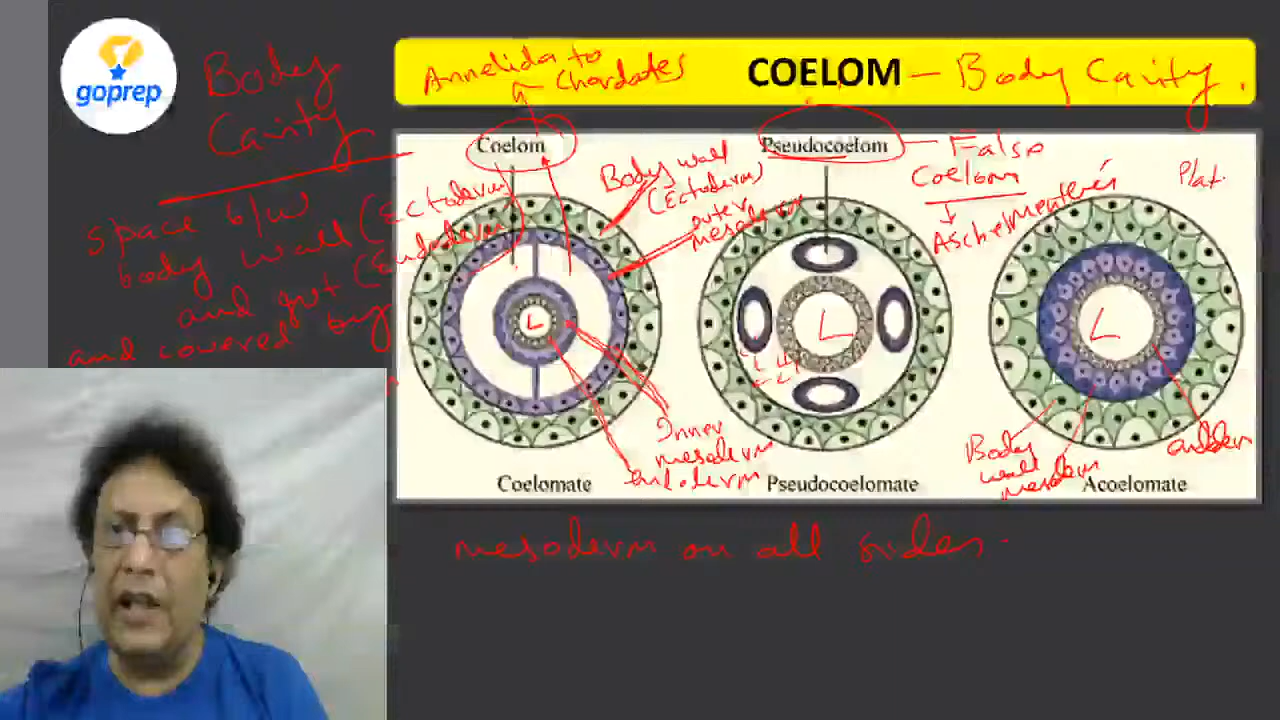 goprep
Body
Cavity
space b/w
body wall (Ectoderm)
and gut (Endoderm
and covered by
mesoderm on all sides.
Annelida to
Chordates
COELOM - Body Cavity.
Coelom
Body wall
(Ectoderm)
outer
mesoderm
Inner
mesoderm
endoderm
Coelomate
Pseudocoelom - False
Coelom
Pseudocoelomate
Plat
Body
wall
mesoderm
endoderm
Acoelomate
L
L
L